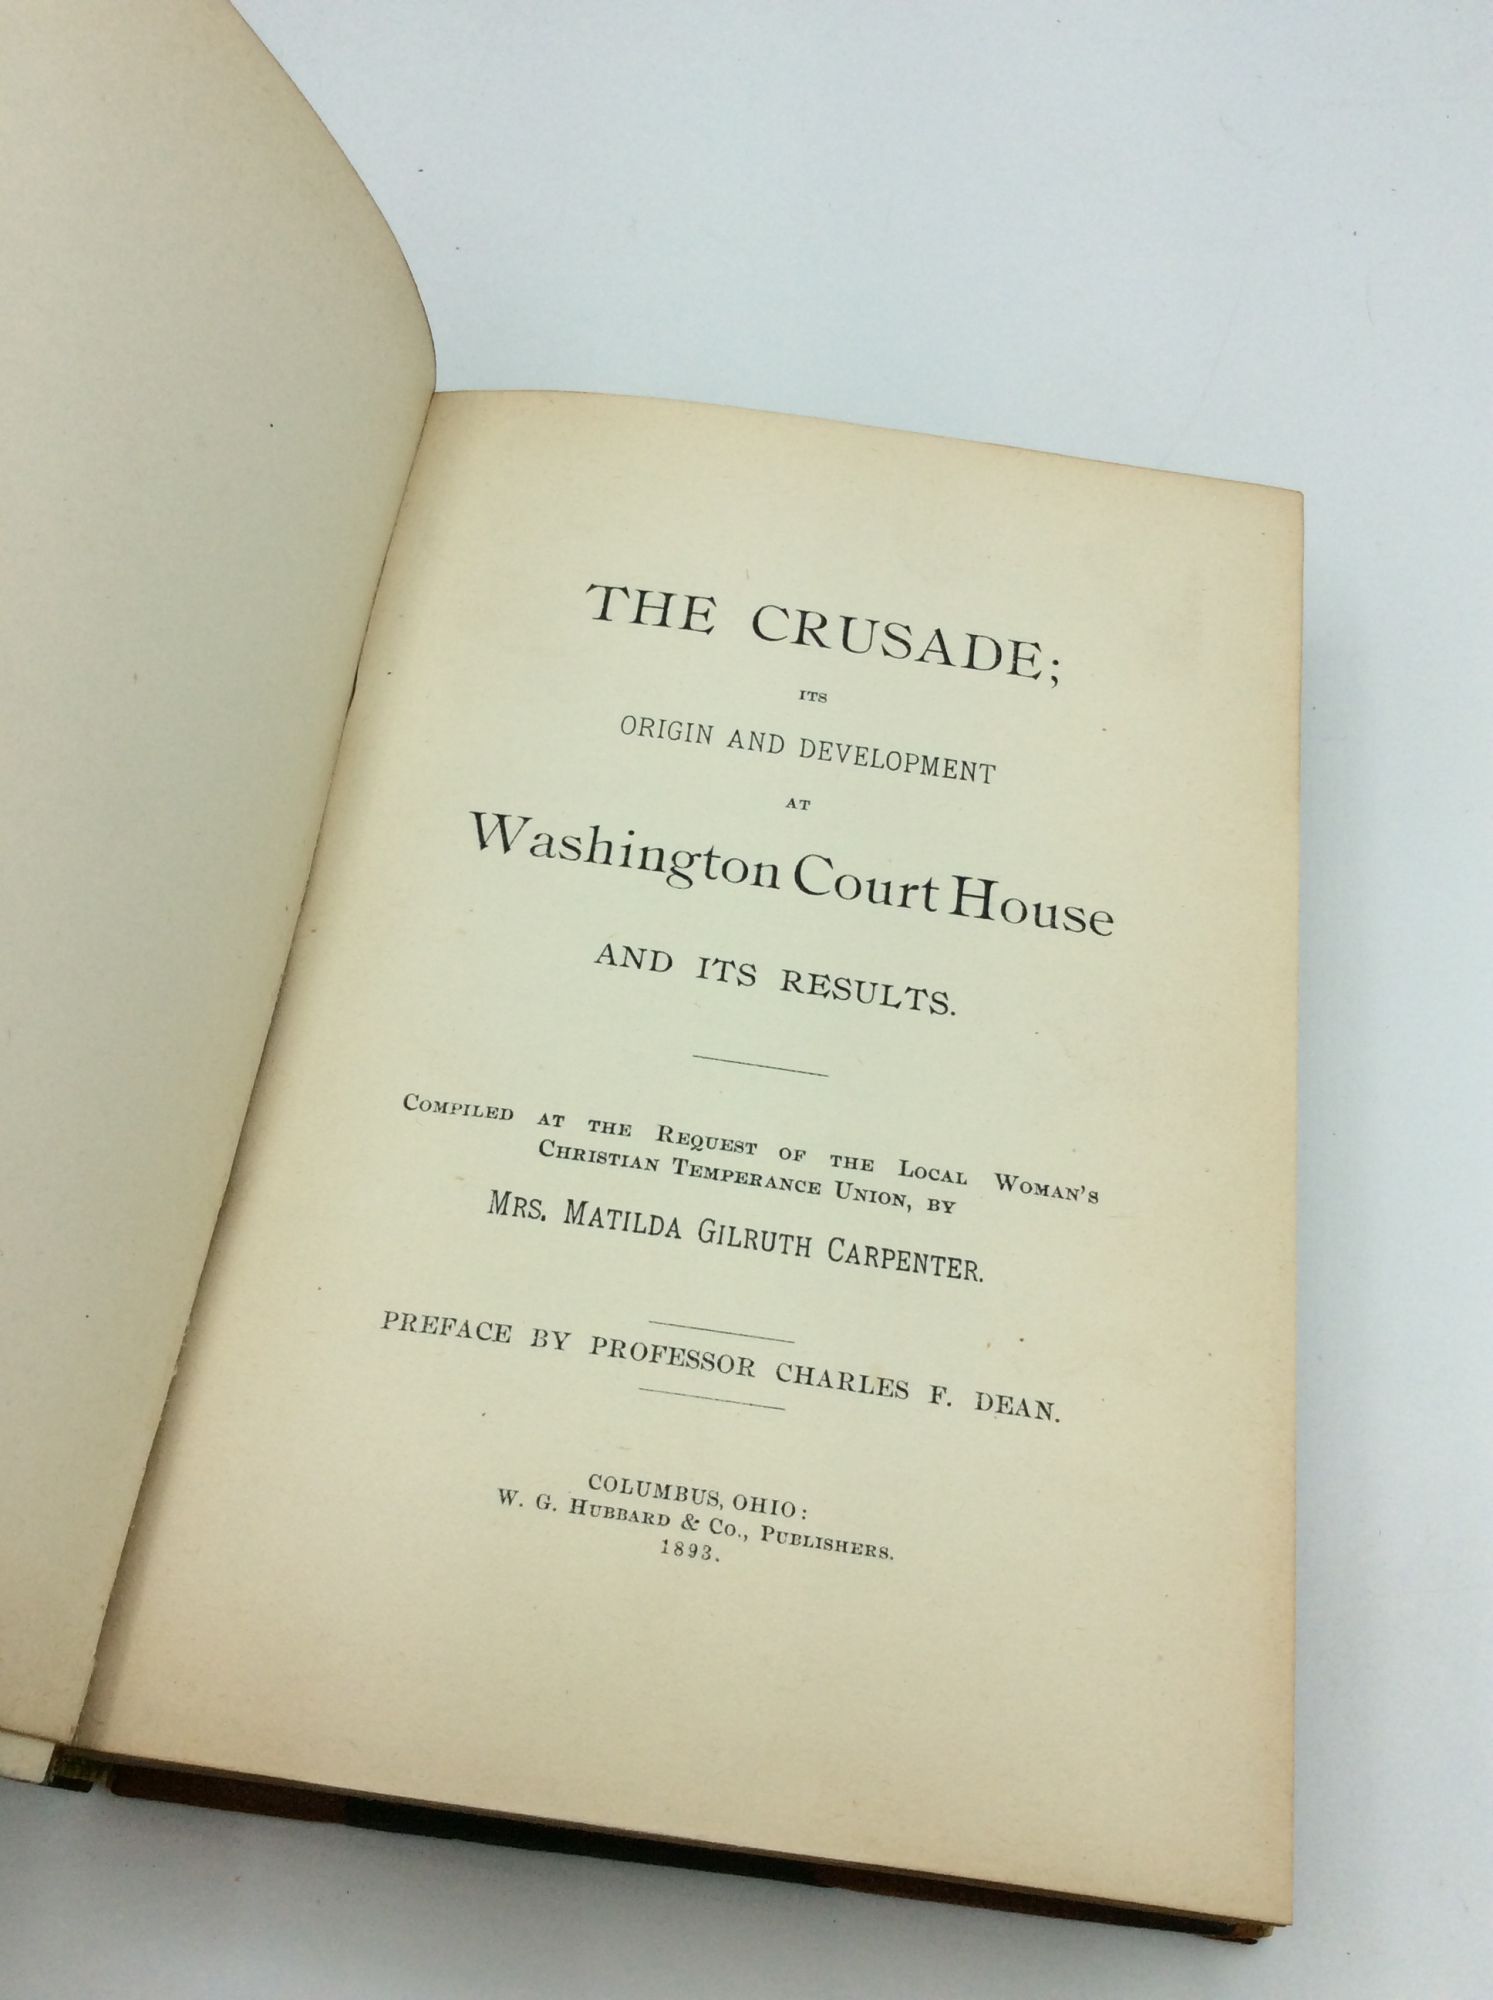 THE CRUSADE;
ITS
ORIGIN AND DEVELOPMENT
AT
Washington Court House
AND ITS RESULTS.
COMPILED AT THE REQUEST OF THE LOCAL WOMAN'S
CHRISTIAN TEMPERANCE UNION, BY
MRS. MATILDA GILRUTH CARPENTER.
PREFACE BY PROFESSOR CHARLES F. DEAN.
COLUMBUS, OHIO:
W. G. HUBBARD & CO., PUBLISHERS.
1893.